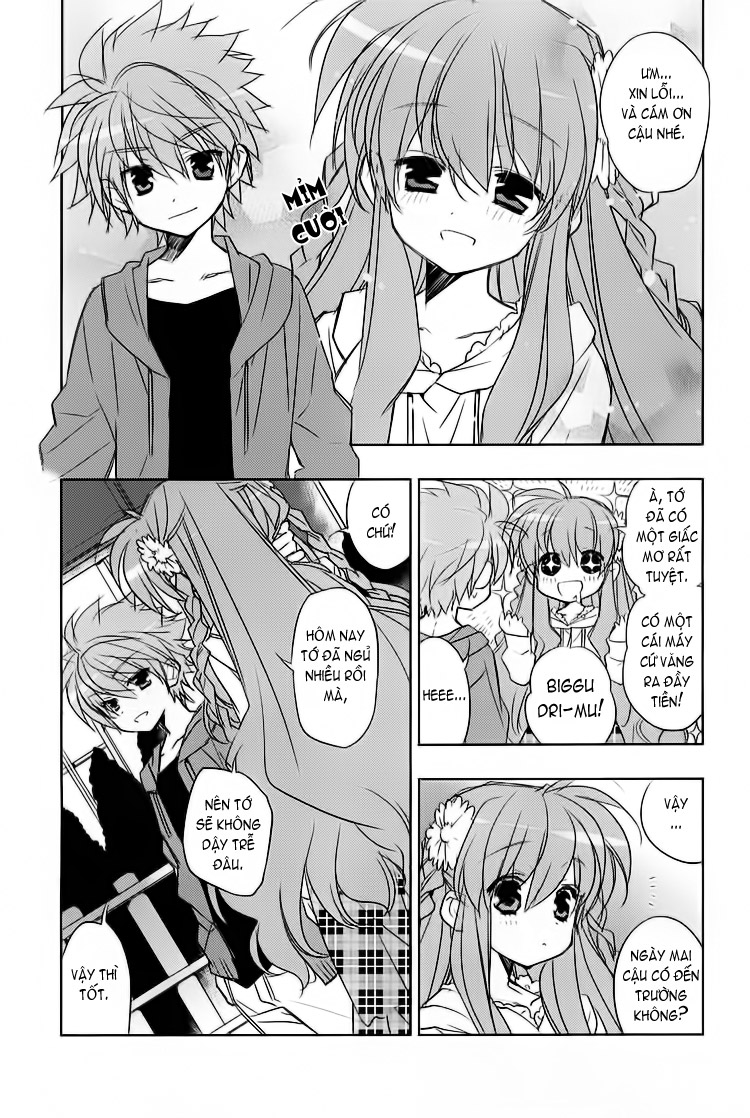 ƯM...
XIN LỖI...
VÀ CÁM ƠN
CẬU NHÉ.
MỈM
CƯỜI
À, TỚ
ĐÃ CÓ
MỘT GIẤC
MƠ RẤT
TUYỆT.
CÓ MỘT
CÁI MÁY
CỨ VĂNG
RA ĐẦY
TIỀN!
BIGGU
DRI-MU!
HEEE...
VẬY
...
NGÀY MAI
CẬU CÓ ĐẾN
TRƯỜNG
KHÔNG?
CÓ
CHỨ!
HÔM NAY
TỚ ĐÃ NGỦ
NHIỀU RỒI
MÀ,
NÊN TỚ
SẼ KHÔNG
DẬY TRỄ
ĐÂU.
VẬY THÌ
TỐT.